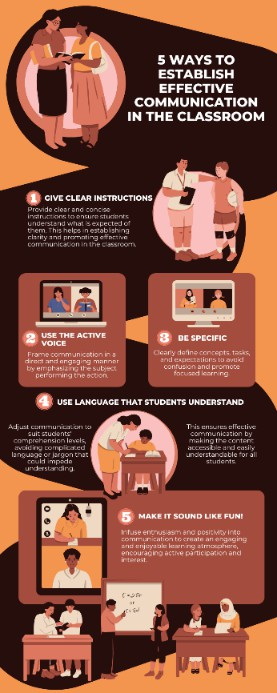 5 WAYS TO
ESTABLISH
EFFECTIVE
COMMUNICATION
IN THE CLASSROOM
1 GIVE CLEAR INSTRUCTIONS
Provide clear and concise
instructions to ensure students
understand what is expected of
them. This helps in establishing
clarity and promoting effective
communication in the classroom.
2 USE THE ACTIVE
VOICE
Frame communication in a
direct and engaging manner
by emphasizing the subject
performing the action.
3 BE SPECIFIC
Clearly define concepts, tasks,
and expectations to avoid
confusion and promote
focused learning.
4 USE LANGUAGE THAT STUDENTS UNDERSTAND
Adjust communication to
suit students'
comprehension levels,
avoiding complicated
language or jargon that
could impede
understanding.
This ensures effective
communication by
making the content
accessible and easily
understandable for all
students.
5 MAKE IT SOUND LIKE FUN!
Infuse enthusiasm and positivity into
communication to create an engaging
and enjoyable learning atmosphere,
encouraging active participation and
interest.